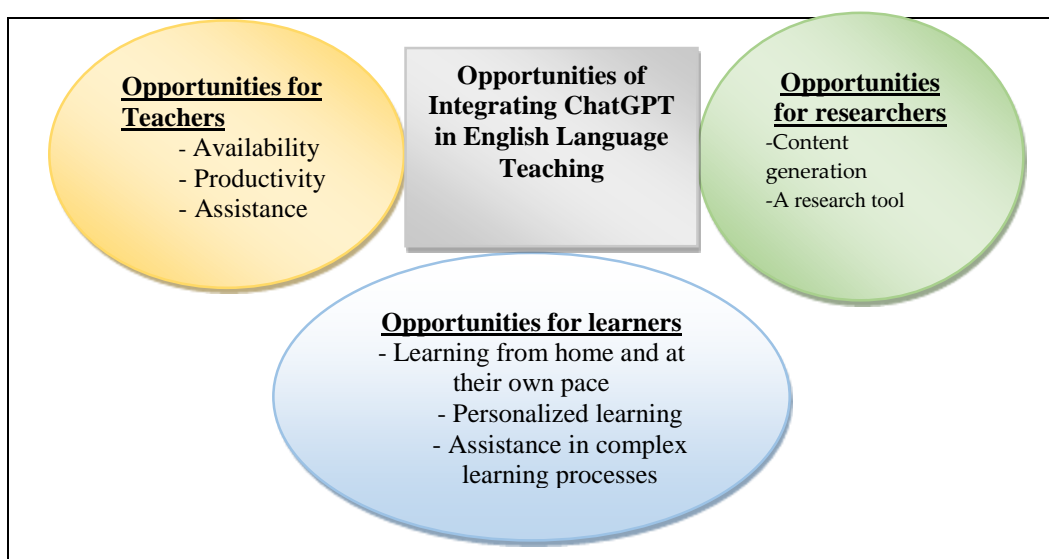 Opportunities for
Teachers
- Availability
- Productivity
- Assistance
Opportunities of
Integrating ChatGPT
in English Language
Teaching
Opportunities
for researchers
-Content
generation
-A research tool
Opportunities for learners
- Learning from home and at
their own pace
- Personalized learning
- Assistance in complex
learning processes